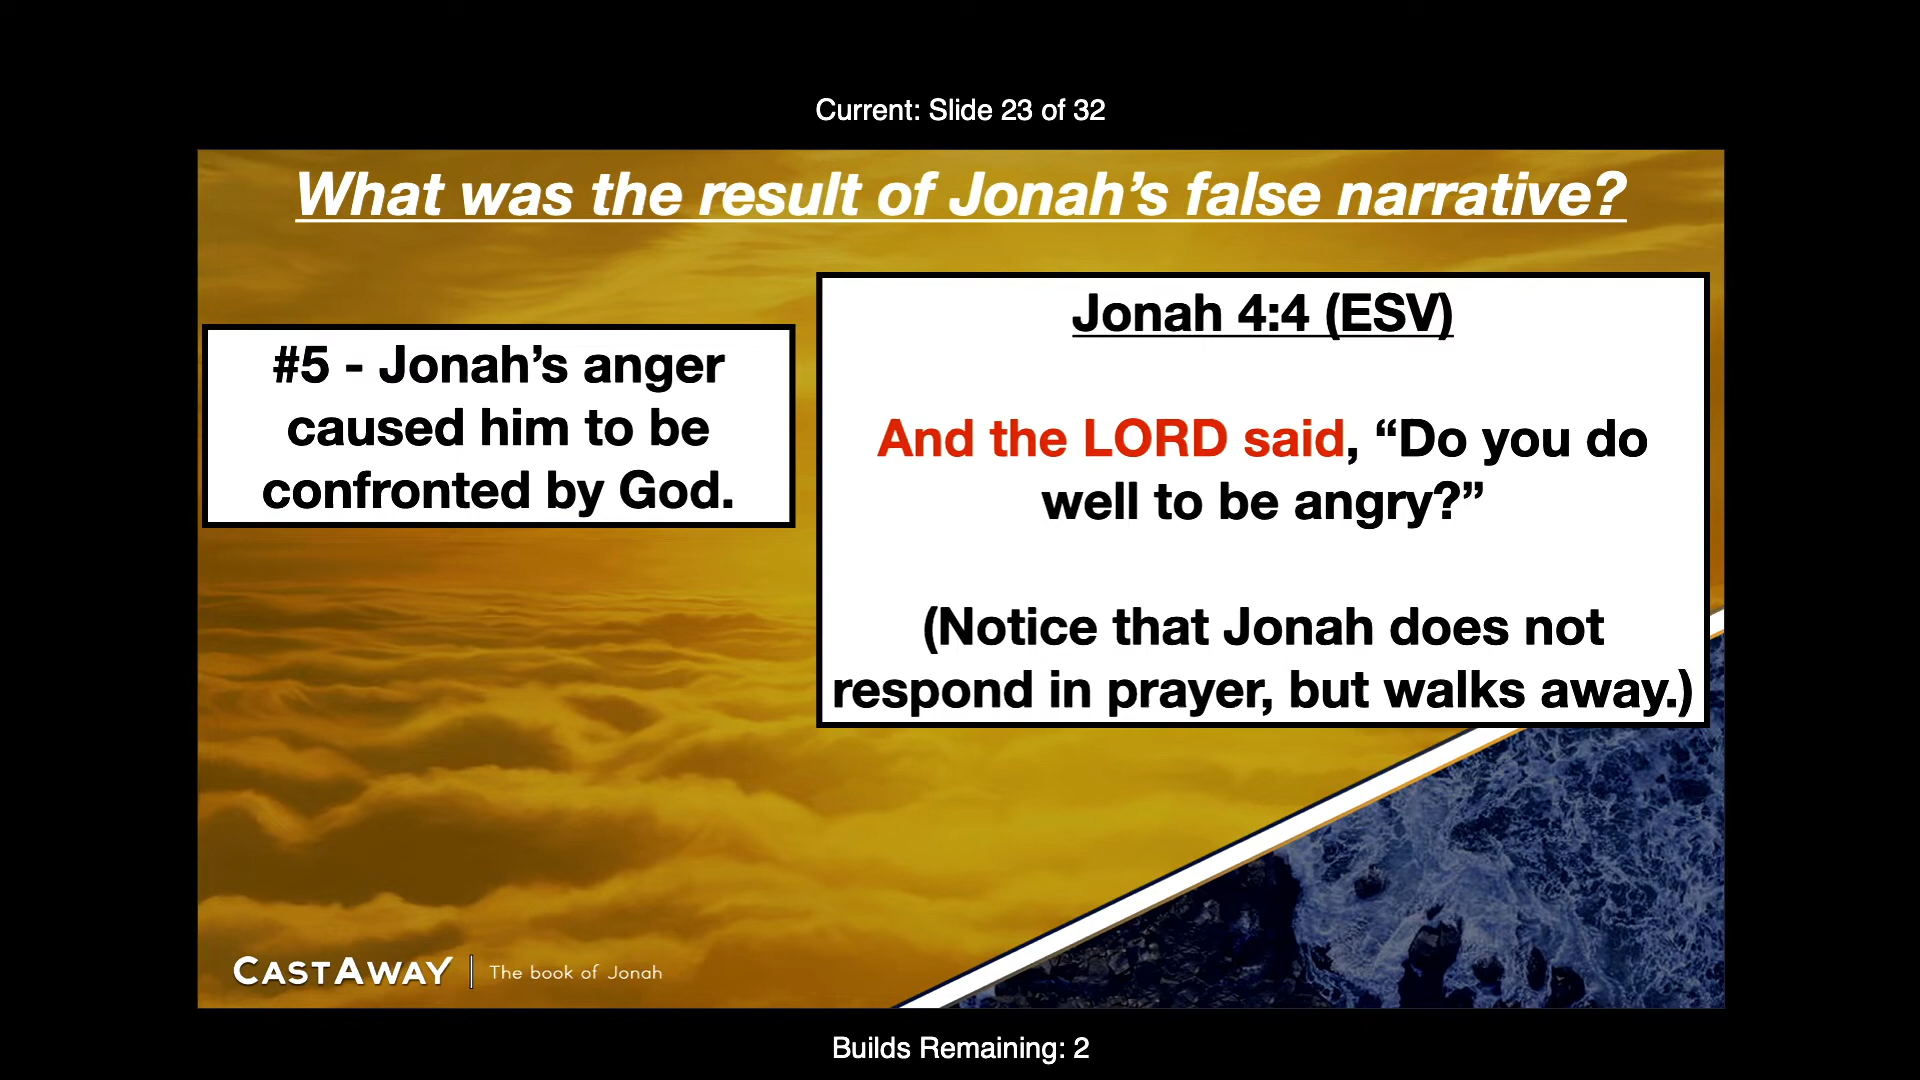 Current: Slide 23 of 32
What was the result of Jonah’s false narrative?
#5 - Jonah’s anger
caused him to be
confronted by God.
Jonah 4:4 (ESV)
And the LORD said, “Do you do
well to be angry?”
(Notice that Jonah does not
respond in prayer, but walks away.)
CASTAWAY | The book of Jonah
Builds Remaining: 2